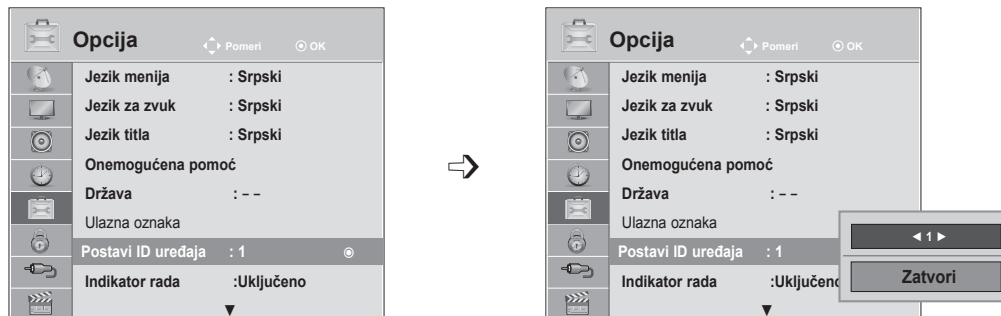 Opcija Pomeri OK
Jezik menija : Srpski
Jezik za zvuk : Srpski
Jezik titla : Srpski
Onemogućena pomoć
Država : – –
Ulazna oznaka
Postavi ID uređaja : 1
Indikator rada :Uključeno
Opcija Pomeri OK
Jezik menija : Srpski
Jezik za zvuk : Srpski
Jezik titla : Srpski
Onemogućena pomoć
Država : – –
Ulazna oznaka
Postavi ID uređaja : 1
Indikator rada :Uključeno
◄ 1 ►
Zatvori